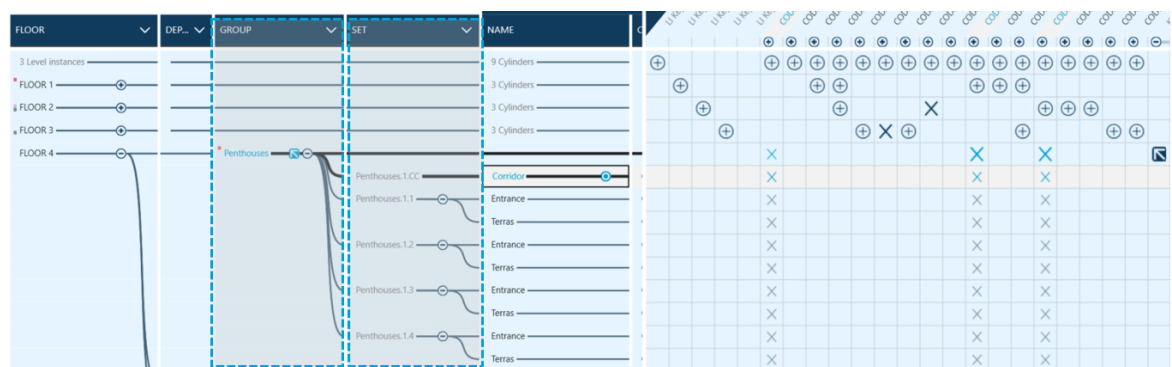 FLOOR DEP... GROUP SET NAME
3 Level instances 9 Cylinders
FLOOR 1 3 Cylinders
FLOOR 2 3 Cylinders
FLOOR 3 3 Cylinders
FLOOR 4 Penthouses
Penthouses.1.CC Corridor
Penthouses.1.1 Entrance
Terras
Penthouses.1.2 Entrance
Terras
Penthouses.1.3 Entrance
Terras
Penthouses.1.4 Entrance
Terras